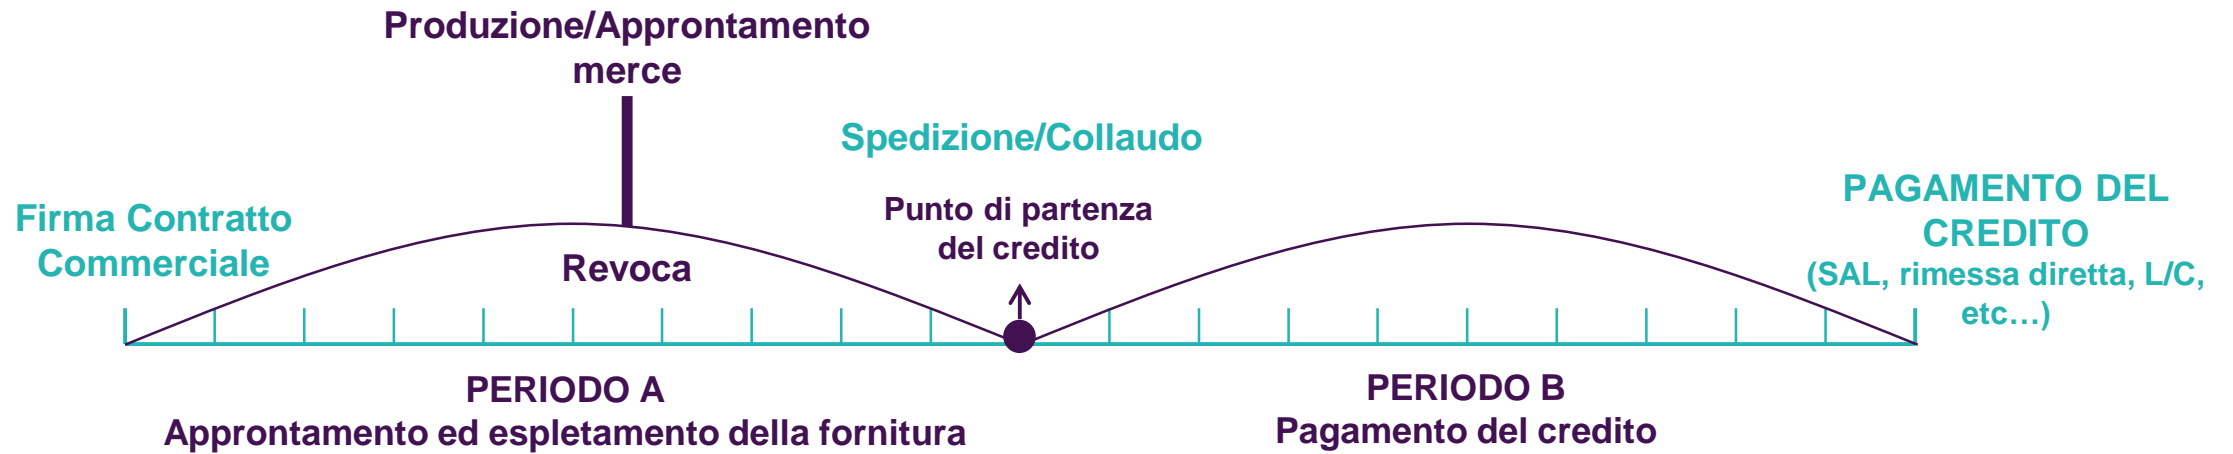 Produzione/Approntamento
merce
Spedizione/Collaudo
Firma Contratto
Commerciale
Revoca
Punto di partenza
del credito
PAGAMENTO DEL
CREDITO
(SAL, rimessa diretta, L/C,
etc…)
PERIODO A
Approntamento ed espletamento della fornitura
PERIODO B
Pagamento del credito